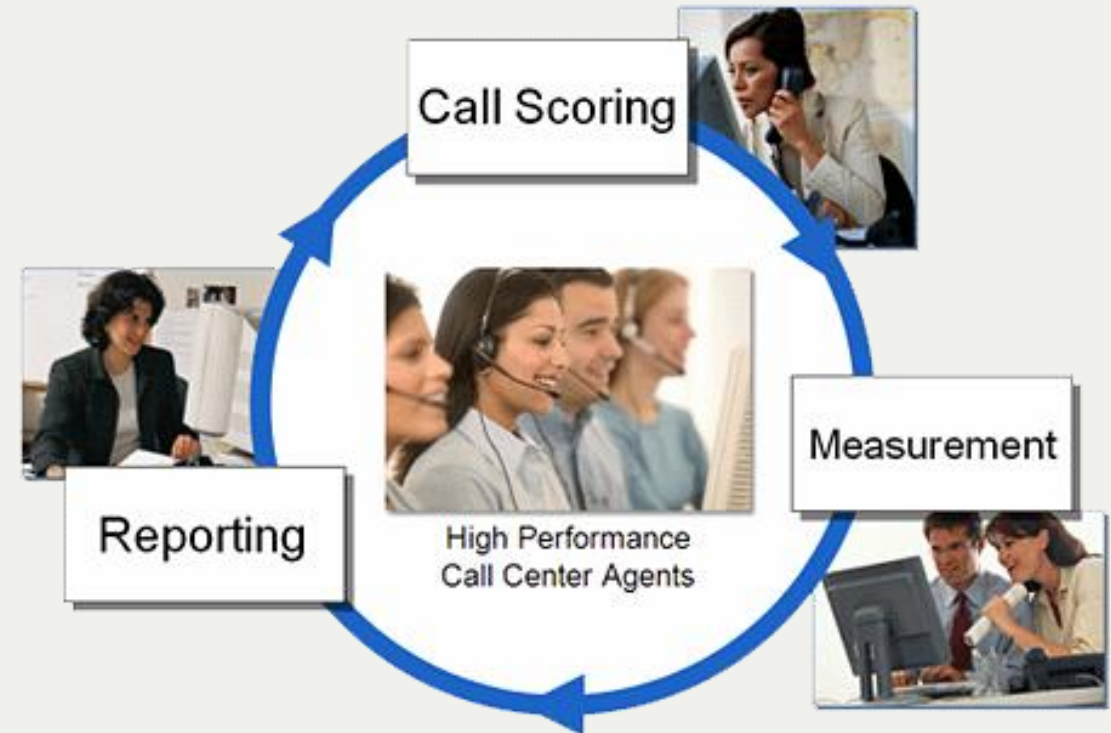 Call Scoring
Measurement
Reporting
High Performance
Call Center Agents